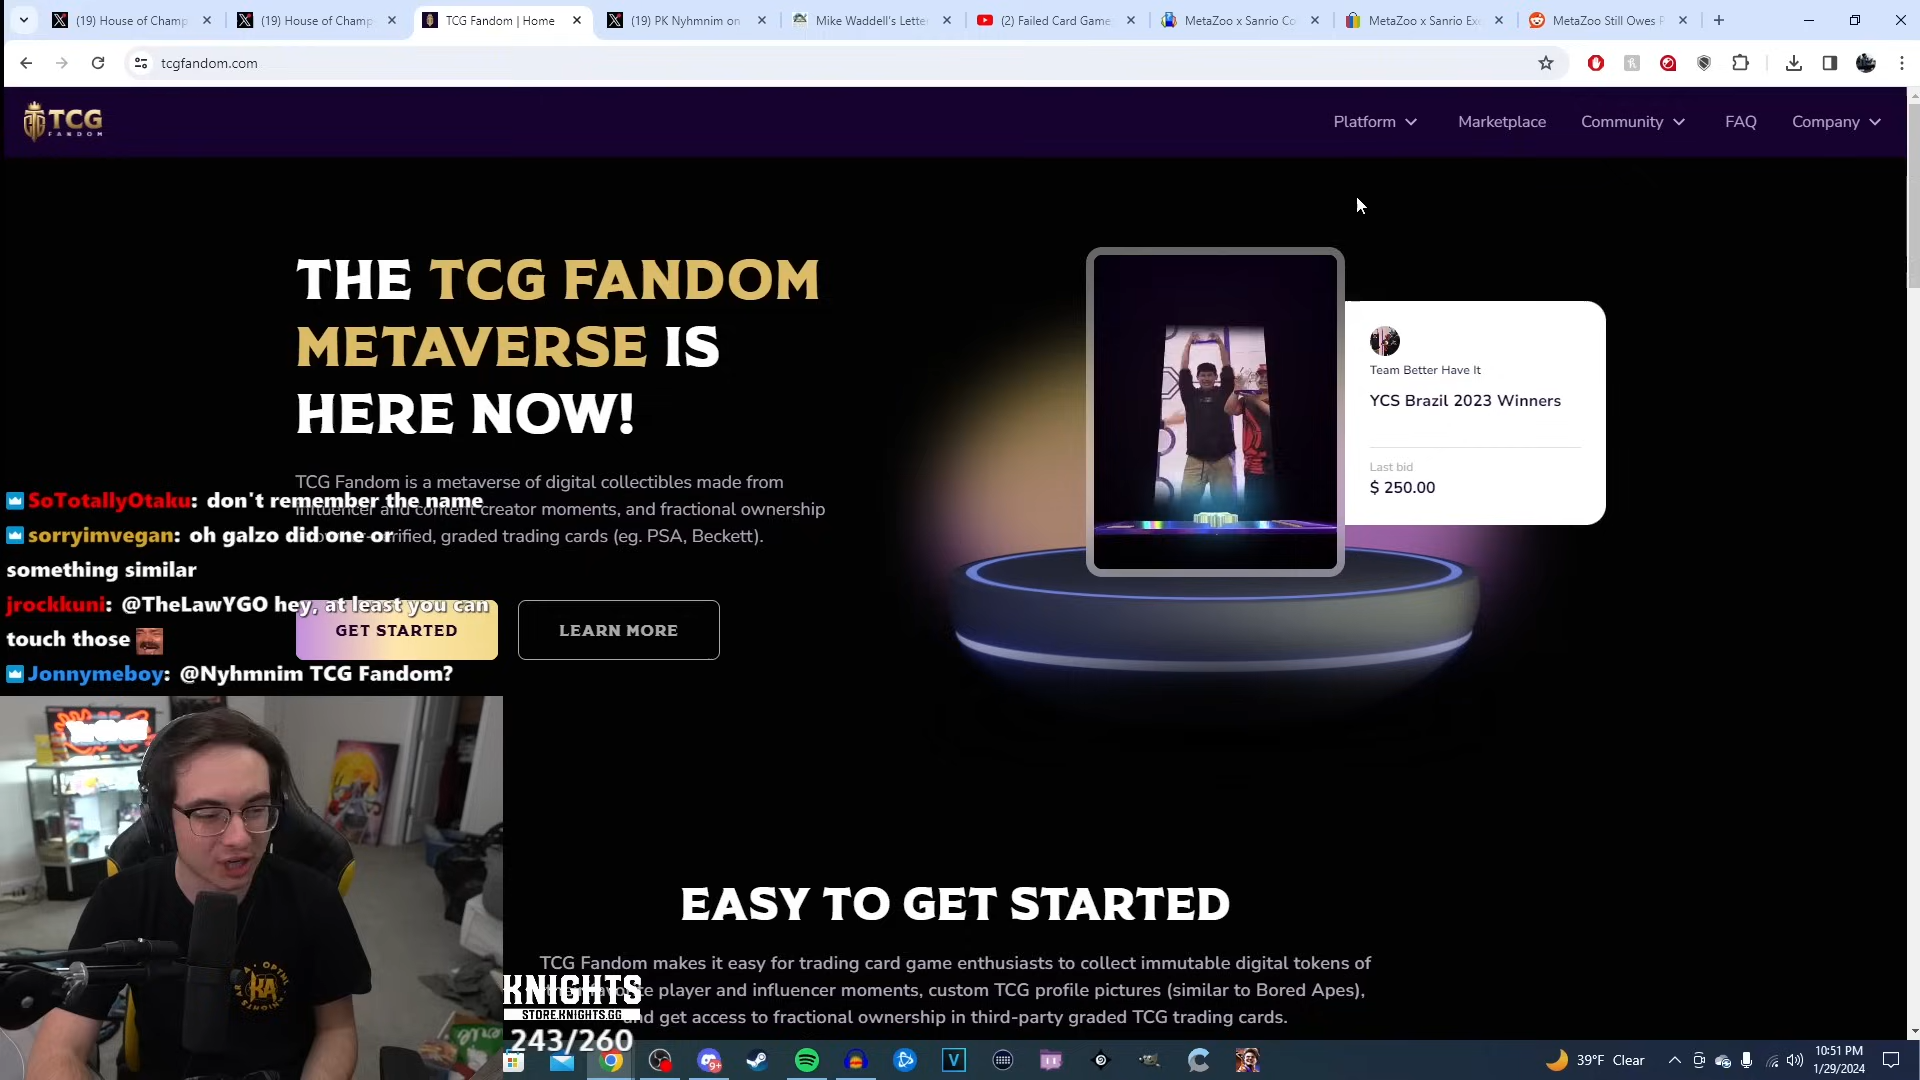 (19) House of Champ
(19) House of Champ
TCG Fandom | Home
(19) PK Nyhmnim on
Mike Waddell's Lette
(2) Failed Card Game
MetaZoo x Sanrio Co
MetaZoo x Sanrio Exc
MetaZoo Still Owes P
tcgfandom.com
TCG
FANDOM
Platform
Marketplace
Community
FAQ
Company
THE TCG FANDOM
METAVERSE IS
HERE NOW!
TCG Fandom is a metaverse of digital collectibles made from
influencer and content creator moments, and fractional ownership
graded trading cards (eg. PSA, Beckett).
GET STARTED
LEARN MORE
Team Better Have It
YCS Brazil 2023 Winners
Last bid
$ 250.00
SoTotallyOtaku: don't remember the name
sorryimvegan: oh galzo did one or
something similar
jrockkuni: @TheLawYGO hey, at least you can
touch those
Jonnymeboy: @Nyhmnim TCG Fandom?
EASY TO GET STARTED
TCG Fandom makes it easy for trading card game enthusiasts to collect immutable digital tokens of
player and influencer moments, custom TCG profile pictures (similar to Bored Apes),
and get access to fractional ownership in third-party graded TCG trading cards.
KNIGHTS
STORE.KNIGHTS.GG
243/260
KA
9+
V
39°F Clear
10:51 PM
1/29/2024